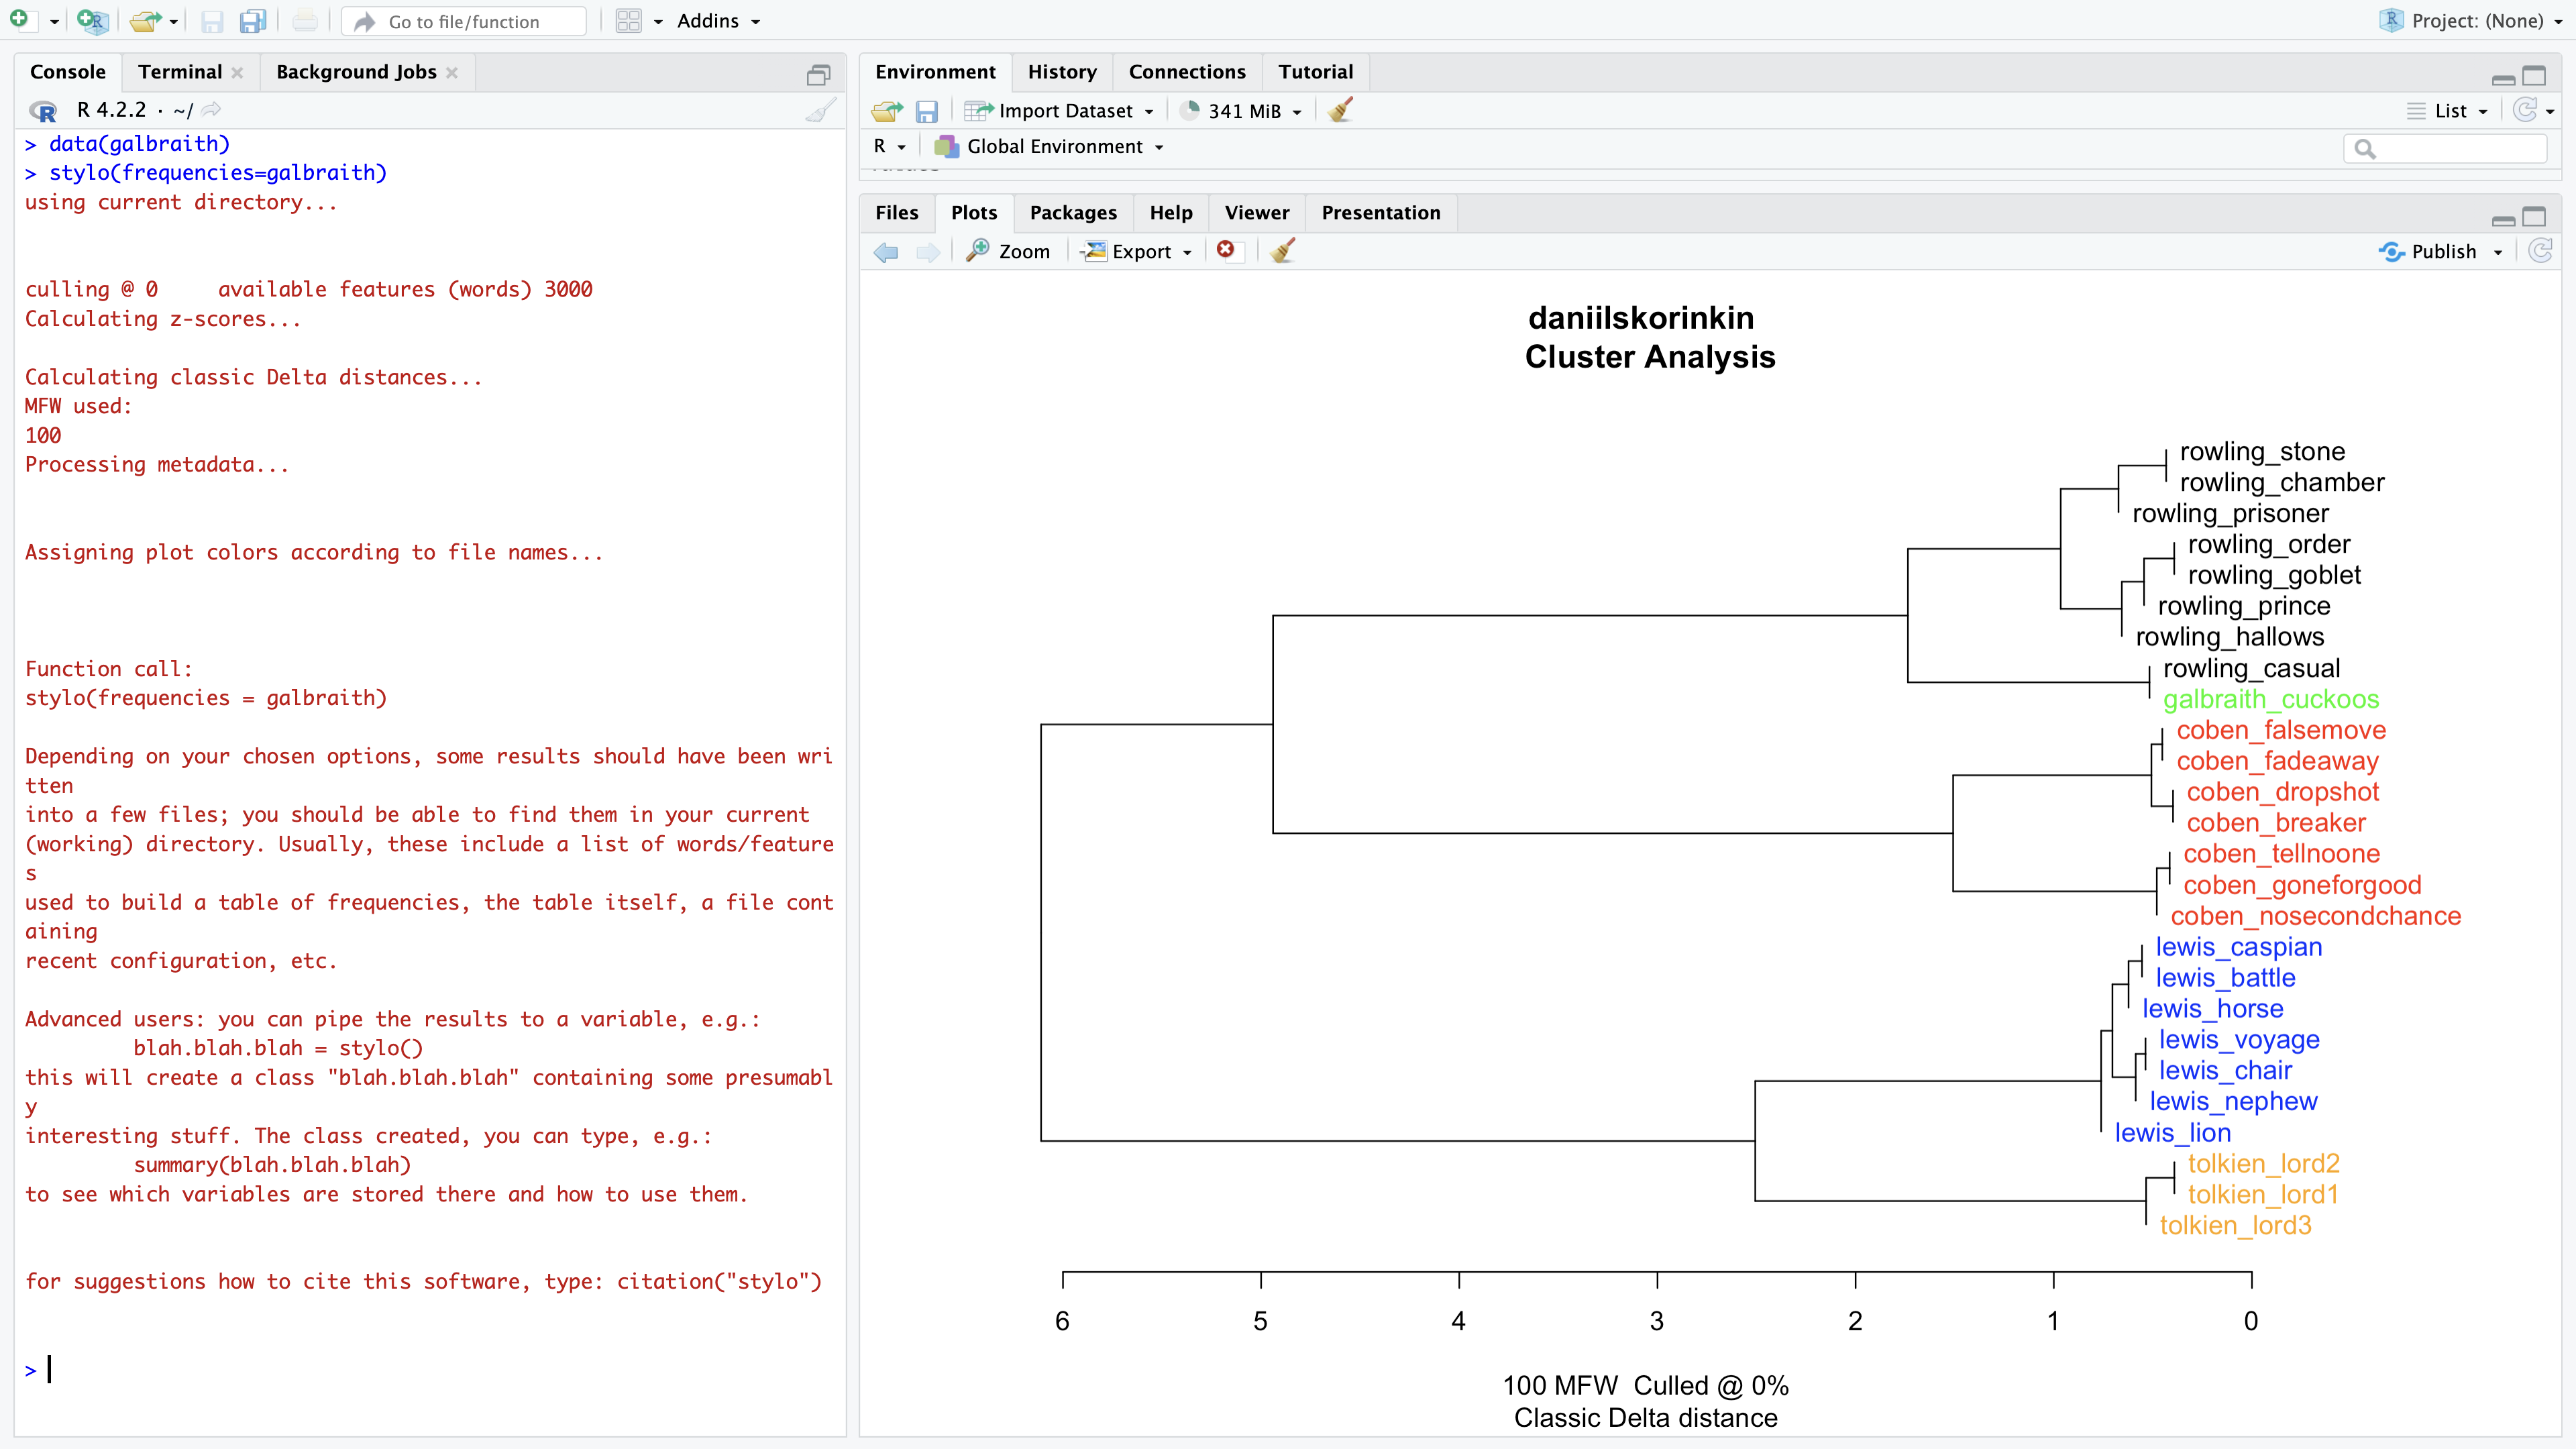 Go to file/function
Addins
Project: (None)
Console
Terminal
Background Jobs
R 4.2.2 · ~/
> data(galbraith)
> stylo(frequencies=galbraith)
using current directory...
culling @ 0     available features (words) 3000
Calculating z-scores...
Calculating classic Delta distances...
MFW used:
100
Processing metadata...
Assigning plot colors according to file names...
Function call:
stylo(frequencies = galbraith)
Depending on your chosen options, some results should have been wri
tten
into a few files; you should be able to find them in your current
(working) directory. Usually, these include a list of words/feature
s
used to build a table of frequencies, the table itself, a file cont
aining
recent configuration, etc.
Advanced users: you can pipe the results to a variable, e.g.:
blah.blah.blah = stylo()
this will create a class "blah.blah.blah" containing some presumabl
y
interesting stuff. The class created, you can type, e.g.:
summary(blah.blah.blah)
to see which variables are stored there and how to use them.
for suggestions how to cite this software, type: citation("stylo")
>
Environment
History
Connections
Tutorial
Import Dataset
341 MiB
List
R
Global Environment
Files
Plots
Packages
Help
Viewer
Presentation
Zoom
Export
Publish
daniilskorinkin
Cluster Analysis
rowling_stone
rowling_chamber
rowling_prisoner
rowling_order
rowling_goblet
rowling_prince
rowling_hallows
rowling_casual
galbraith_cuckoos
coben_falsemove
coben_fadeaway
coben_dropshot
coben_breaker
coben_tellnoone
coben_goneforgood
coben_nosecondchance
lewis_caspian
lewis_battle
lewis_horse
lewis_voyage
lewis_chair
lewis_nephew
lewis_lion
tolkien_lord2
tolkien_lord1
tolkien_lord3
6 5 4 3 2 1 0
100 MFW  Culled @ 0%
Classic Delta distance